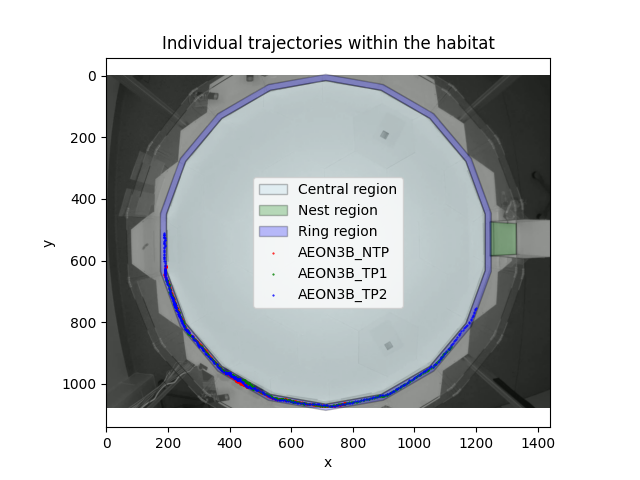 Individual trajectories within the habitat
0
200
400
600
800
1000
y
Central region
Nest region
Ring region
AEON3B_NTP
AEON3B_TP1
AEON3B_TP2
0 200 400 600 800 1000 1200 1400
x